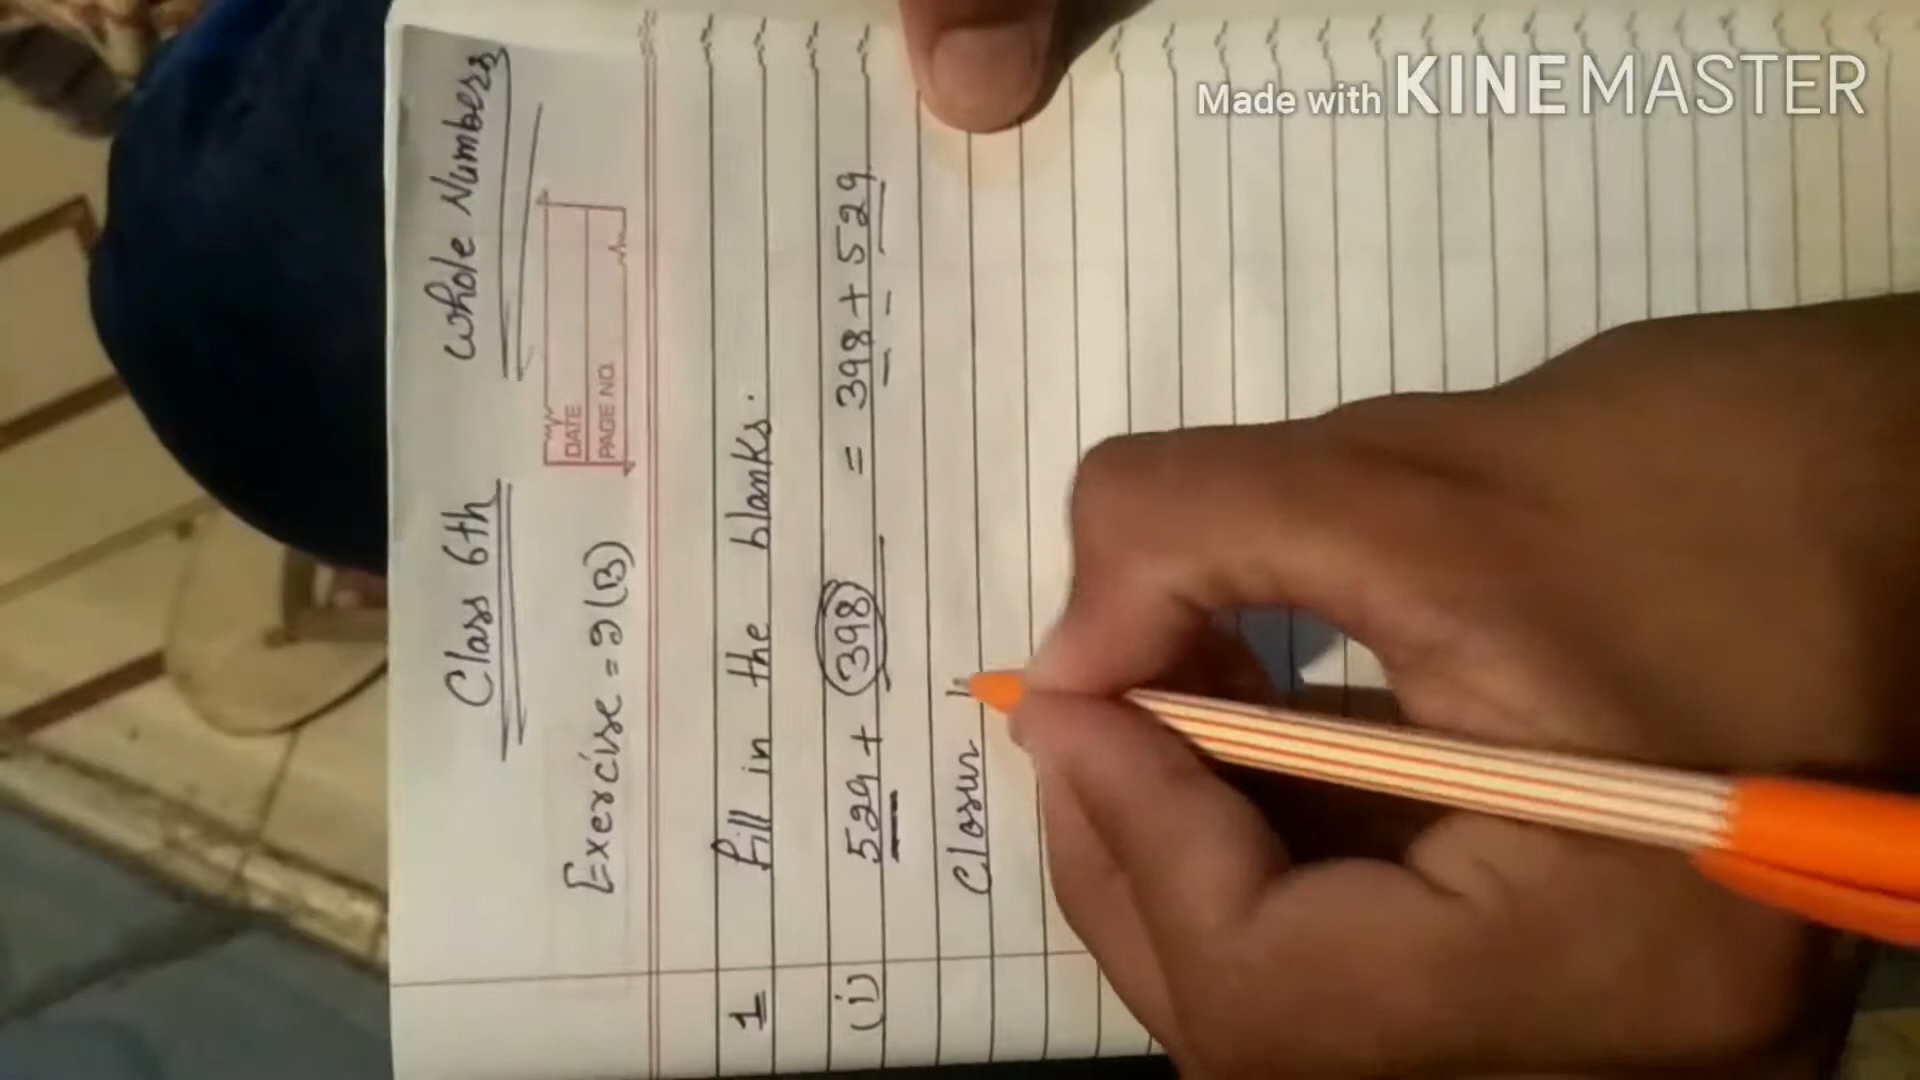 Class 6th Whole Numbers
DATE
PAGE NO.
Exercise = 2(B)
1 fill in the blanks.
(i) 529 + 398 = 398 + 529
Closur
Made with KINEMASTER